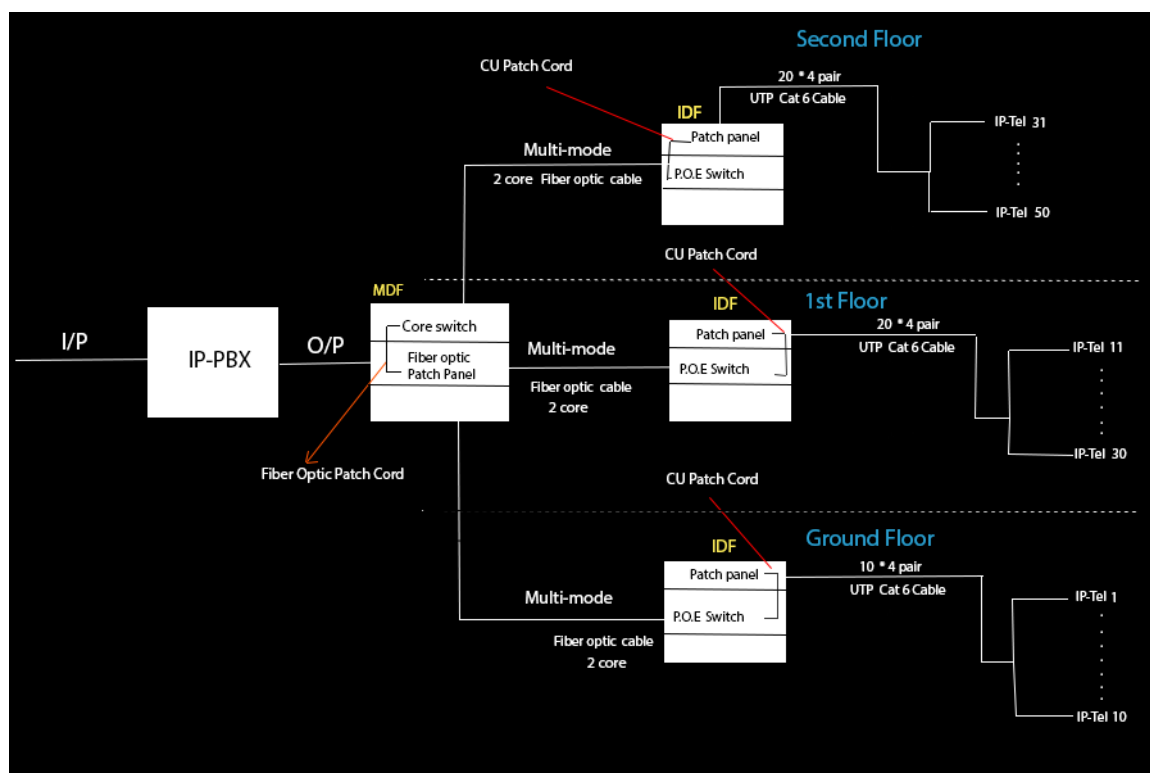 Second Floor
CU Patch Cord
20 * 4 pair
UTP Cat 6 Cable
IDF
Patch panel
P.O.E Switch
Multi-mode
2 core Fiber optic cable
IP-Tel 31
IP-Tel 50
CU Patch Cord
1st Floor
MDF
IDF
I/P
IP-PBX
O/P
Core switch
Fiber optic
Patch Panel
Multi-mode
Fiber optic cable
2 core
Patch panel
P.O.E Switch
20 * 4 pair
UTP Cat 6 Cable
IP-Tel 11
IP-Tel 30
Fiber Optic Patch Cord
CU Patch Cord
Ground Floor
IDF
Patch panel
P.O.E Switch
10 * 4 pair
UTP Cat 6 Cable
Multi-mode
Fiber optic cable
2 core
IP-Tel 1
IP-Tel 10